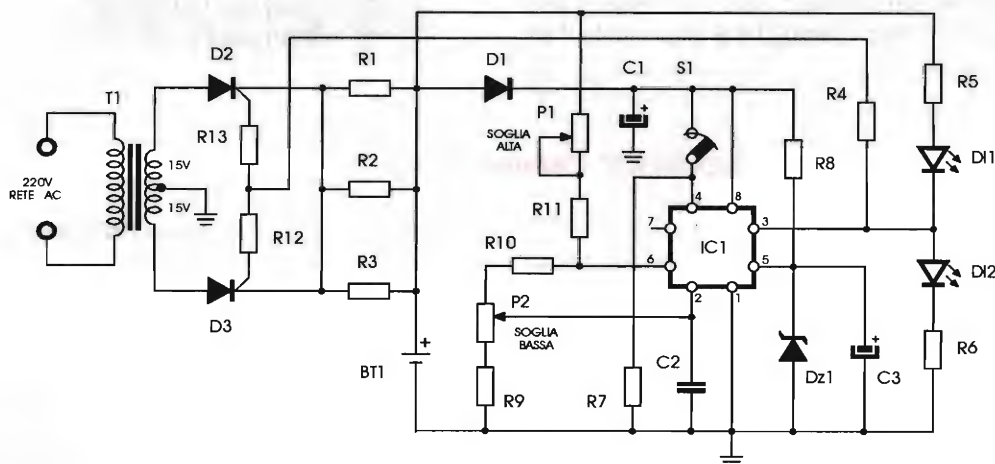 D2
R1
D1
C1
+
S1
R5
T1
R13
P1
SOGLIA
ALTA
R4
R8
DI1
15V
15V
220V
RETE AC
R2
R11
4
8
7
3
IC1
R12
R10
6
5
DI2
R3
P2
2
1
D3
SOGLIA
BASSA
+
BT1
C2
+
R6
R9
R7
Dz1
C3